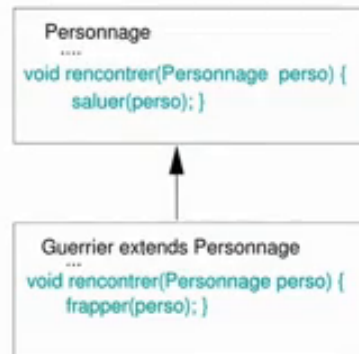 Personnage
....
void rencontrer(Personnage perso) {
saluer(perso); }
Guerrier extends Personnage
...
void rencontrer(Personnage perso) {
frapper(perso); }